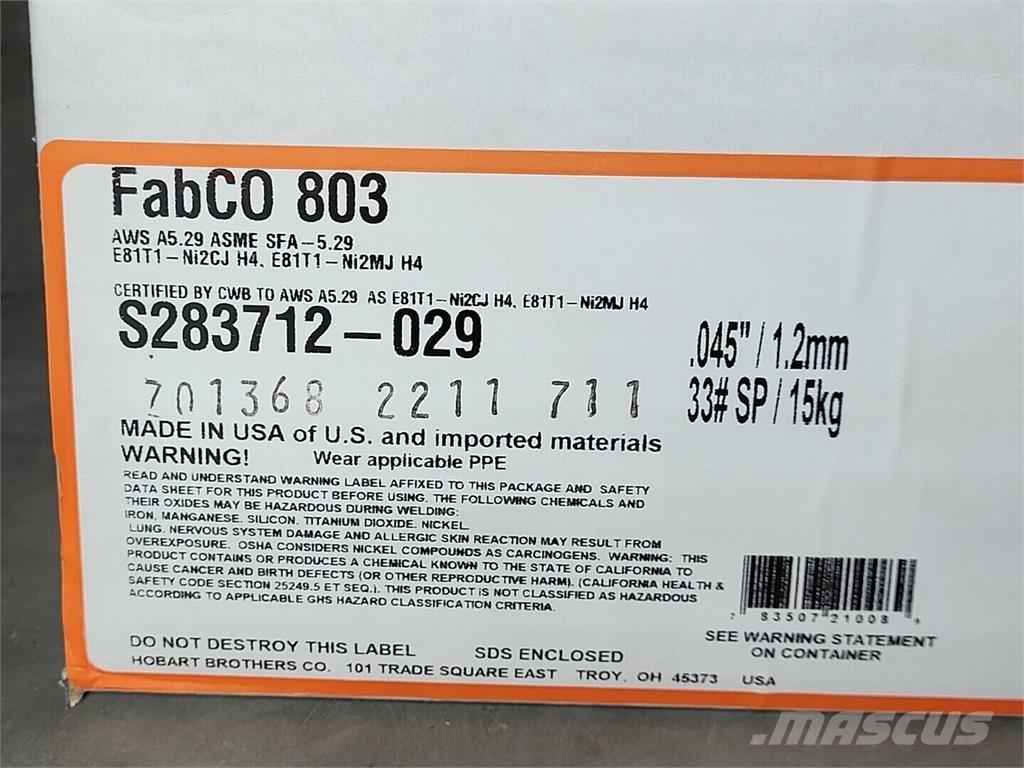 FabCO 803
AWS A5.29 ASME SFA-5.29
E81T1-Ni2CJ H4, E81T1-Ni2MJ H4
CERTIFIED BY CWB TO AWS A5.29 AS E81T1-Ni2CJ H4, E81T1-Ni2MJ H4
S283712-029
.045" / 1.2mm
701368 2211 711
33# SP / 15kg
MADE IN USA of U.S. and imported materials
WARNING! Wear applicable PPE
READ AND UNDERSTAND WARNING LABEL AFFIXED TO THIS PACKAGE AND SAFETY
DATA SHEET FOR THIS PRODUCT BEFORE USING. THE FOLLOWING CHEMICALS AND
THEIR OXIDES MAY BE HAZARDOUS DURING WELDING:
IRON, MANGANESE, SILICON, TITANIUM DIOXIDE, NICKEL
LUNG, NERVOUS SYSTEM DAMAGE AND ALLERGIC SKIN REACTION MAY RESULT FROM
OVEREXPOSURE. OSHA CONSIDERS NICKEL COMPOUNDS AS CARCINOGENS. WARNING: THIS
PRODUCT CONTAINS OR PRODUCES A CHEMICAL KNOWN TO THE STATE OF CALIFORNIA TO
CAUSE CANCER AND BIRTH DEFECTS (OR OTHER REPRODUCTIVE HARM). (CALIFORNIA HEALTH &
SAFETY CODE SECTION 25249.5 ET SEQ.). THIS PRODUCT IS NOT CLASSIFIED AS HAZARDOUS
ACCORDING TO APPLICABLE GHS HAZARD CLASSIFICATION CRITERIA.
7 83507 21008 9
SEE WARNING STATEMENT
ON CONTAINER
DO NOT DESTROY THIS LABEL SDS ENCLOSED
HOBART BROTHERS CO. 101 TRADE SQUARE EAST TROY, OH 45373 USA
MASCUS